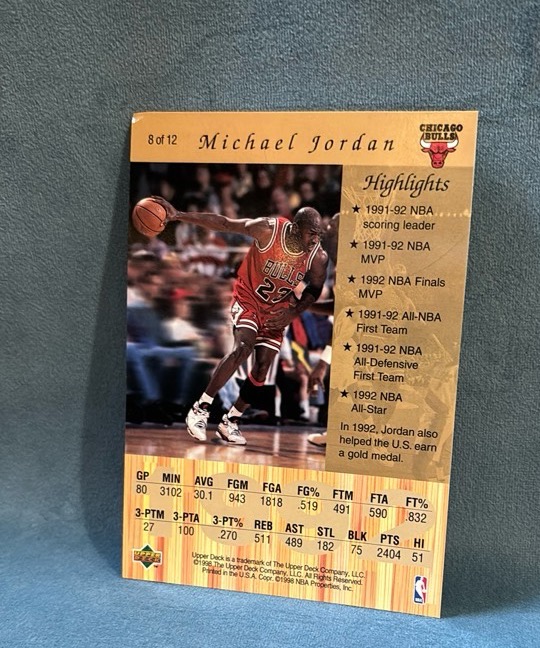 8 of 12 Michael Jordan CHICAGO
BULLS
Highlights
★ 1991-92 NBA
scoring leader
★ 1991-92 NBA
MVP
★ 1992 NBA Finals
MVP
★ 1991-92 All-NBA
First Team
★ 1991-92 NBA
All-Defensive
First Team
★ 1992 NBA
All-Star
In 1992, Jordan also
helped the U.S. earn
a gold medal.
BULLS
23
GP MIN AVG FGM FGA FG% FTM FTA FT%
80 3102 30.1 943 1818 .519 491 590 .832
3-PTM 3-PTA 3-PT% REB AST STL BLK PTS HI
27 100 .270 511 489 182 75 2404 51
UPPER DECK
Upper Deck is a trademark of The Upper Deck Company, LLC.
©1998 The Upper Deck Company, LLC. All Rights Reserved.
Printed in the U.S.A. Copr. ©1998 NBA Properties, Inc.
NBA